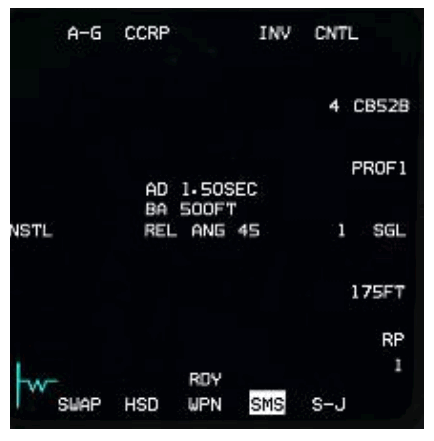 A-G CCRP INV CNTL
4 CB52B
PROF1
AD 1.50SEC
BA 500FT
NSTL REL ANG 45 1 SGL
175FT
RP
1
RDY
SWAP HSD WPN SMS S-J